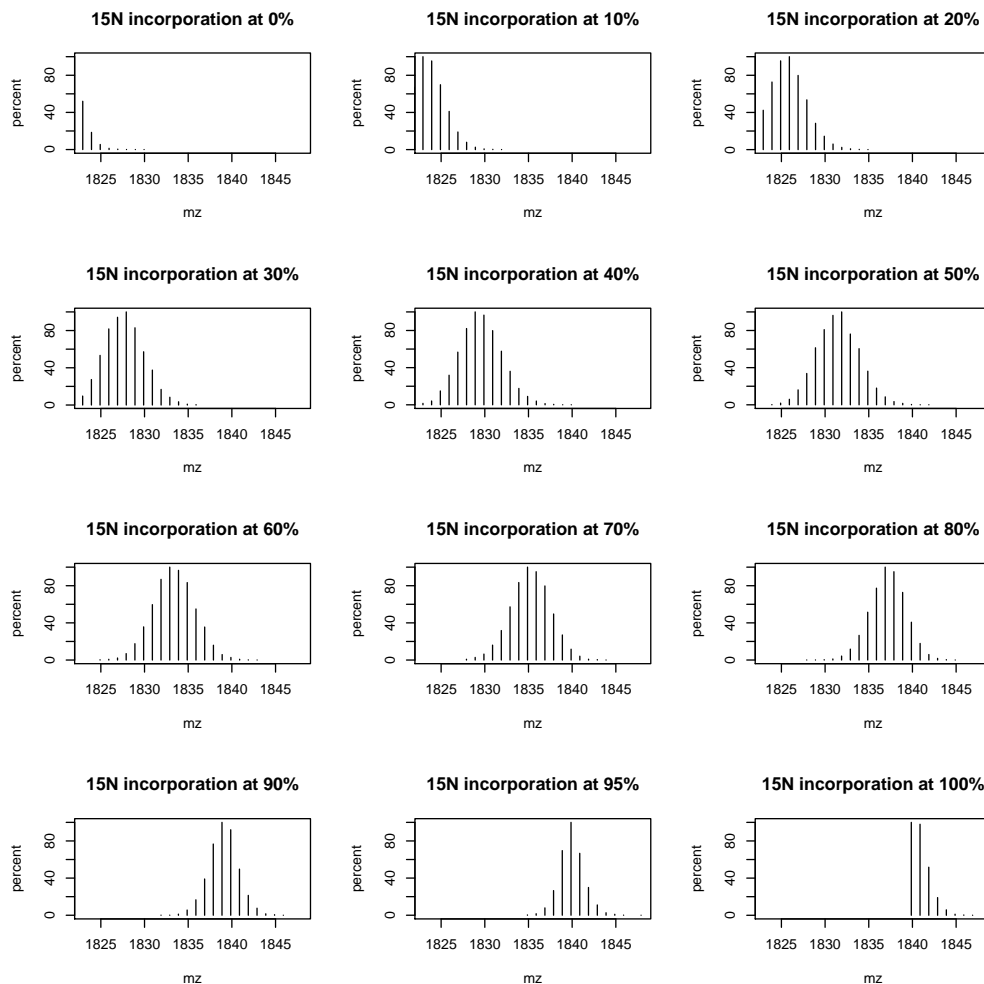 15N incorporation at 0%
percent
0 40 80
1825 1830 1835 1840 1845
mz
15N incorporation at 10%
percent
0 40 80
1825 1830 1835 1840 1845
mz
15N incorporation at 20%
percent
0 40 80
1825 1830 1835 1840 1845
mz
15N incorporation at 30%
percent
0 40 80
1825 1830 1835 1840 1845
mz
15N incorporation at 40%
percent
0 40 80
1825 1830 1835 1840 1845
mz
15N incorporation at 50%
percent
0 40 80
1825 1830 1835 1840 1845
mz
15N incorporation at 60%
percent
0 40 80
1825 1830 1835 1840 1845
mz
15N incorporation at 70%
percent
0 40 80
1825 1830 1835 1840 1845
mz
15N incorporation at 80%
percent
0 40 80
1825 1830 1835 1840 1845
mz
15N incorporation at 90%
percent
0 40 80
1825 1830 1835 1840 1845
mz
15N incorporation at 95%
percent
0 40 80
1825 1830 1835 1840 1845
mz
15N incorporation at 100%
percent
0 40 80
1825 1830 1835 1840 1845
mz